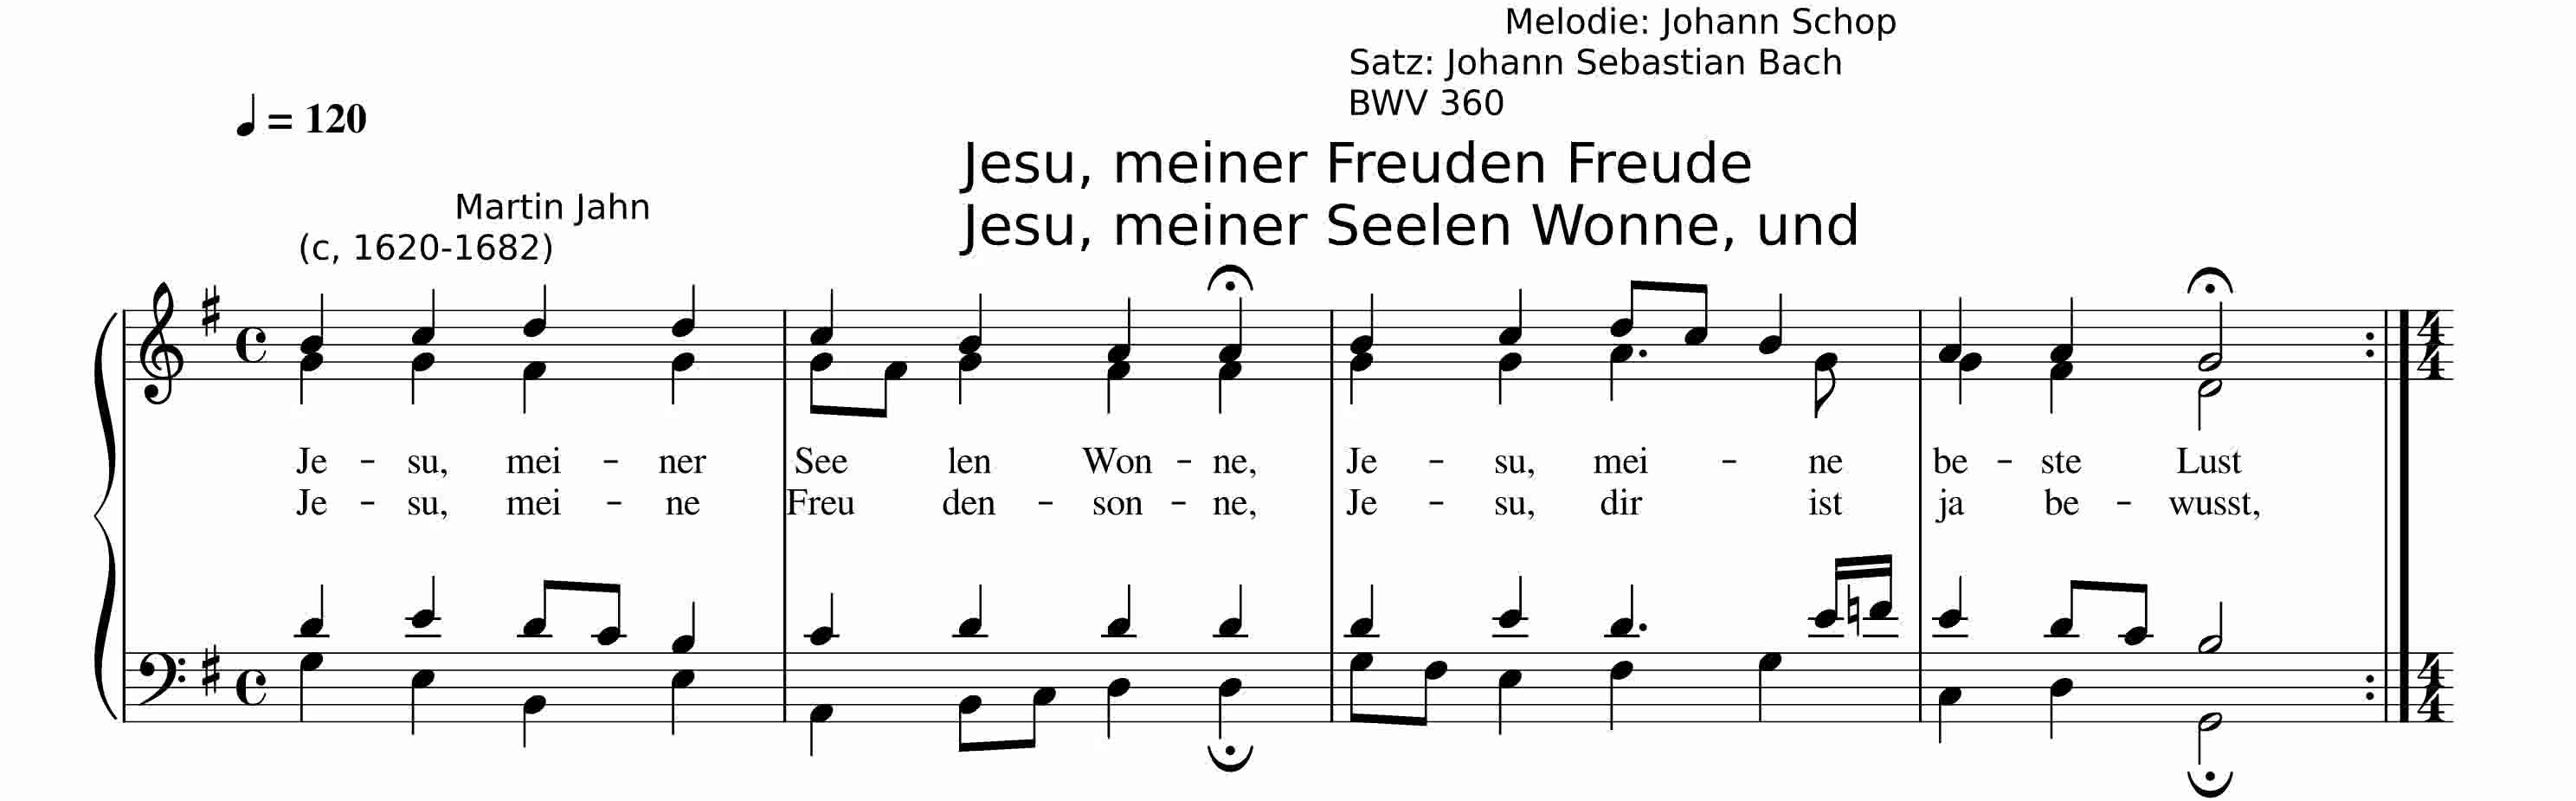 Melodie: Johann Schop
Satz: Johann Sebastian Bach
BWV 360
= 120
Jesu, meiner Freuden Freude
Jesu, meiner Seelen Wonne, und
Martin Jahn
(c, 1620-1682)
Je - su, mei - ner See len Won - ne, Je - su, mei - ne be - ste Lust
Je - su, mei - ne Freu den - son - ne, Je - su, dir ist ja be - wusst,